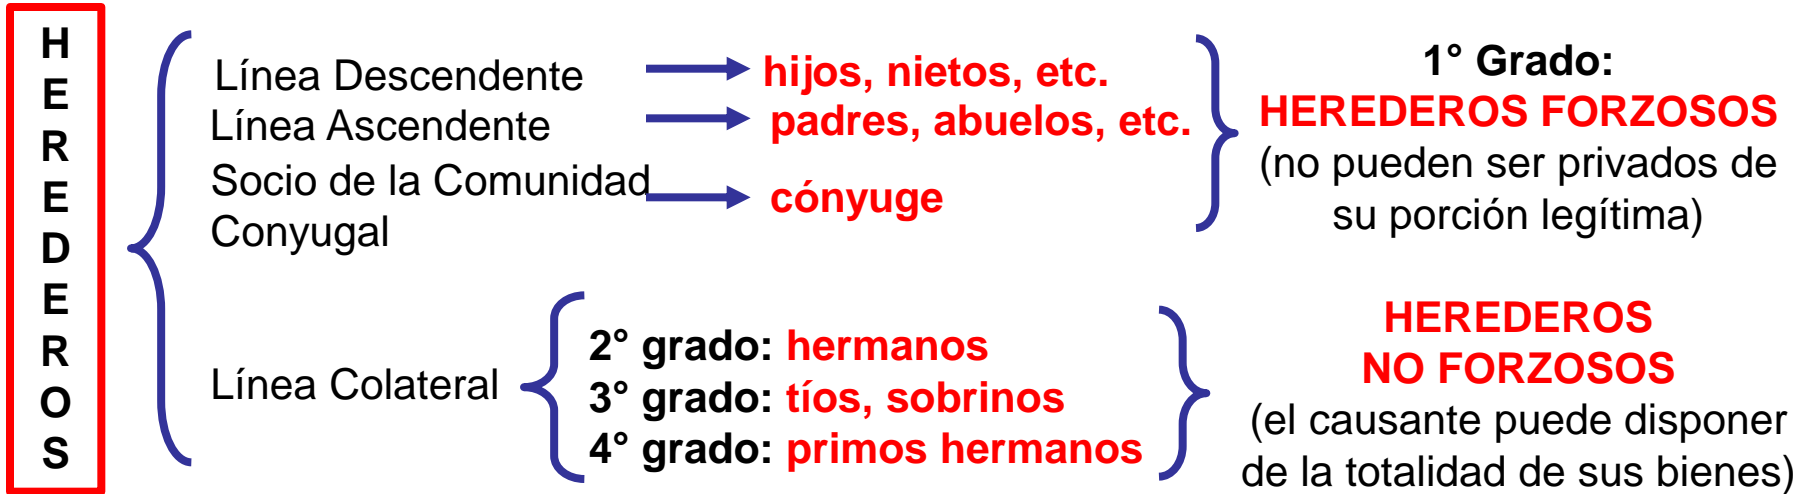 HEREDEROS
Línea Descendente
hijos, nietos, etc.
Línea Ascendente
padres, abuelos, etc.
Socio de la Comunidad
Conyugal
cónyuge
1° Grado:
HEREDEROS FORZOSOS
(no pueden ser privados de
su porción legítima)
Línea Colateral
2° grado: hermanos
3° grado: tíos, sobrinos
4° grado: primos hermanos
HEREDEROS
NO FORZOSOS
(el causante puede disponer
de la totalidad de sus bienes)